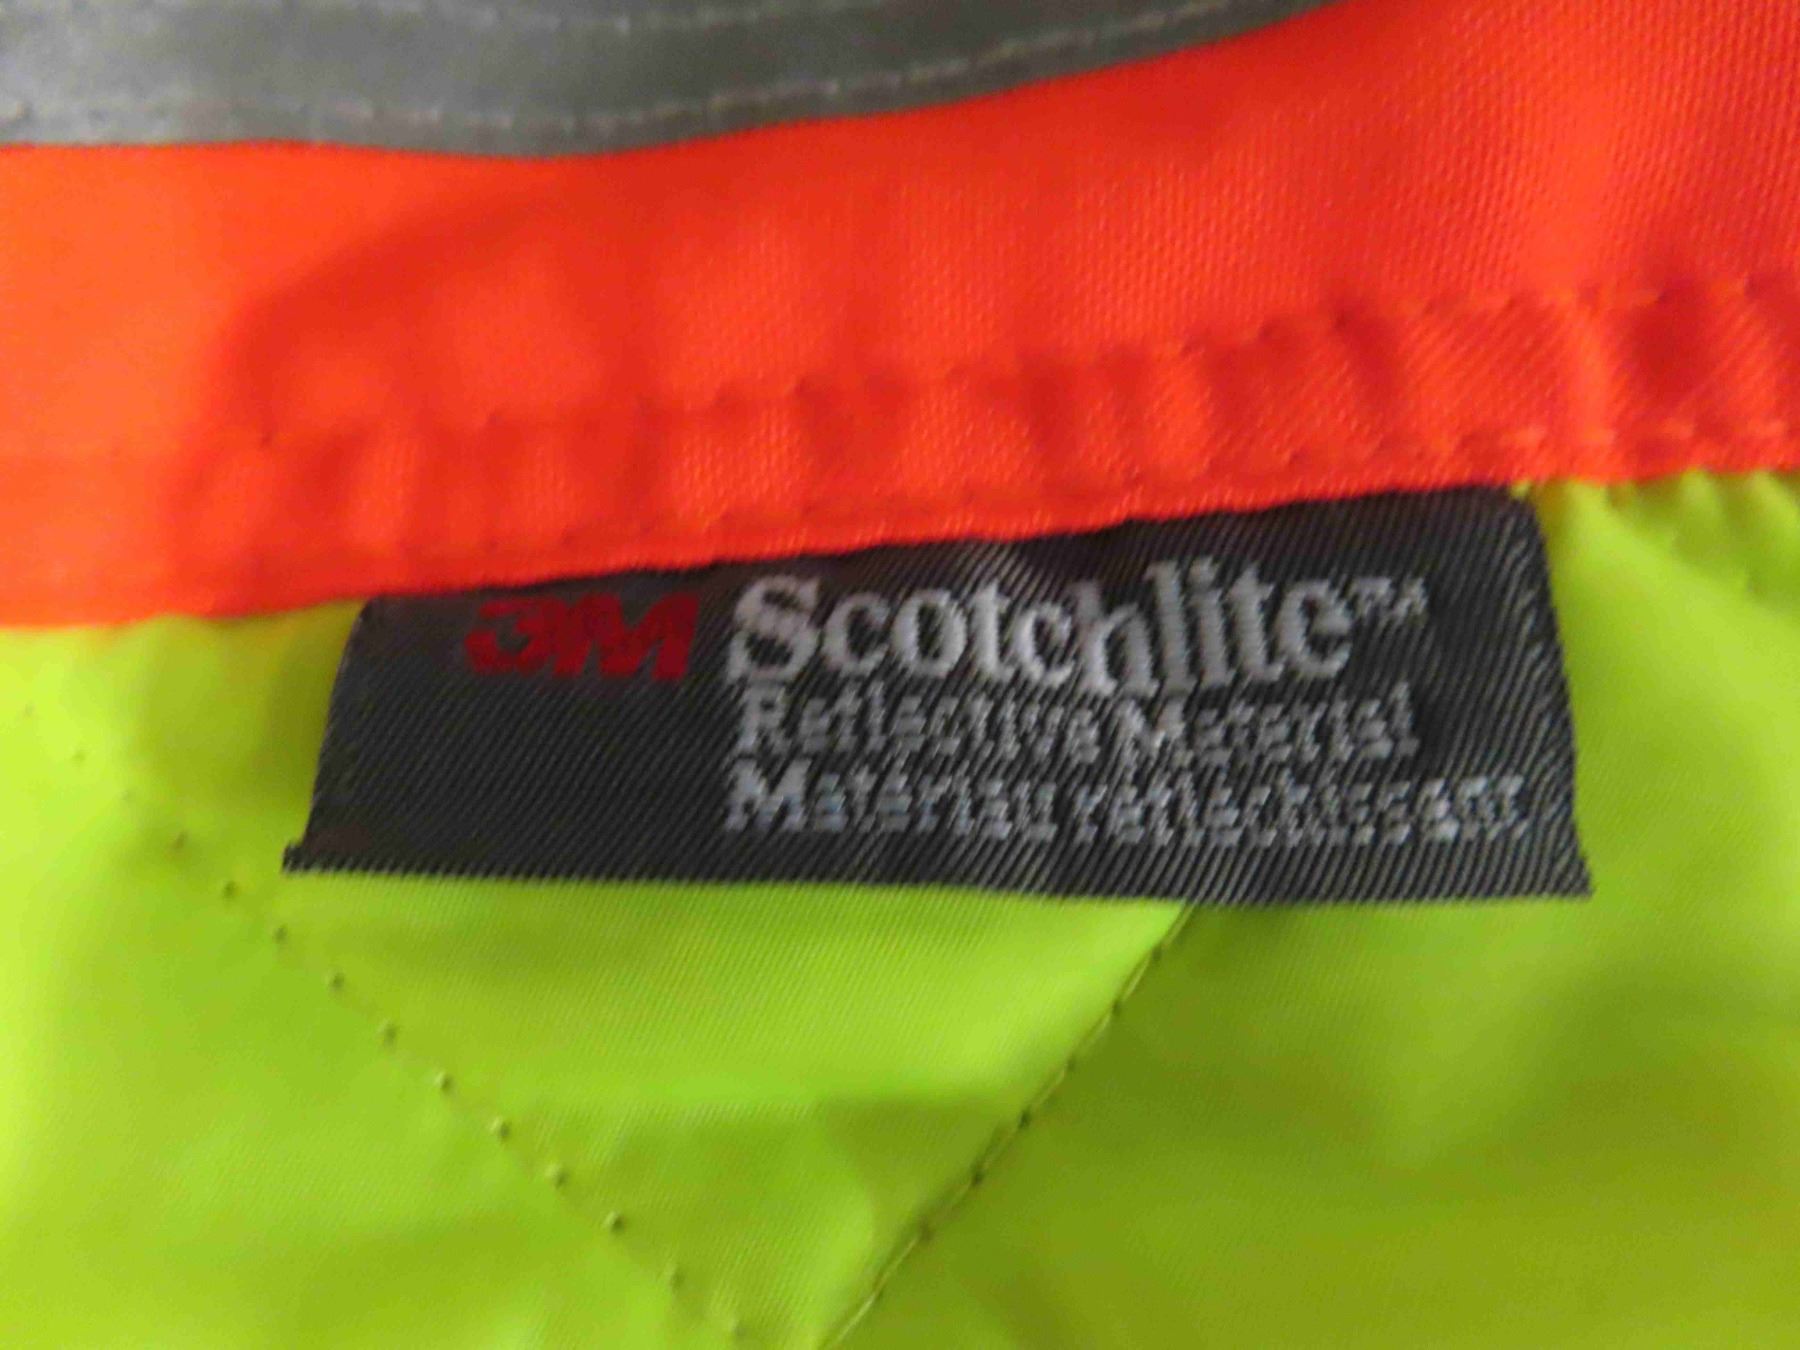 3M Scotchlite™
Reflective Material
Matériau réfléchissant